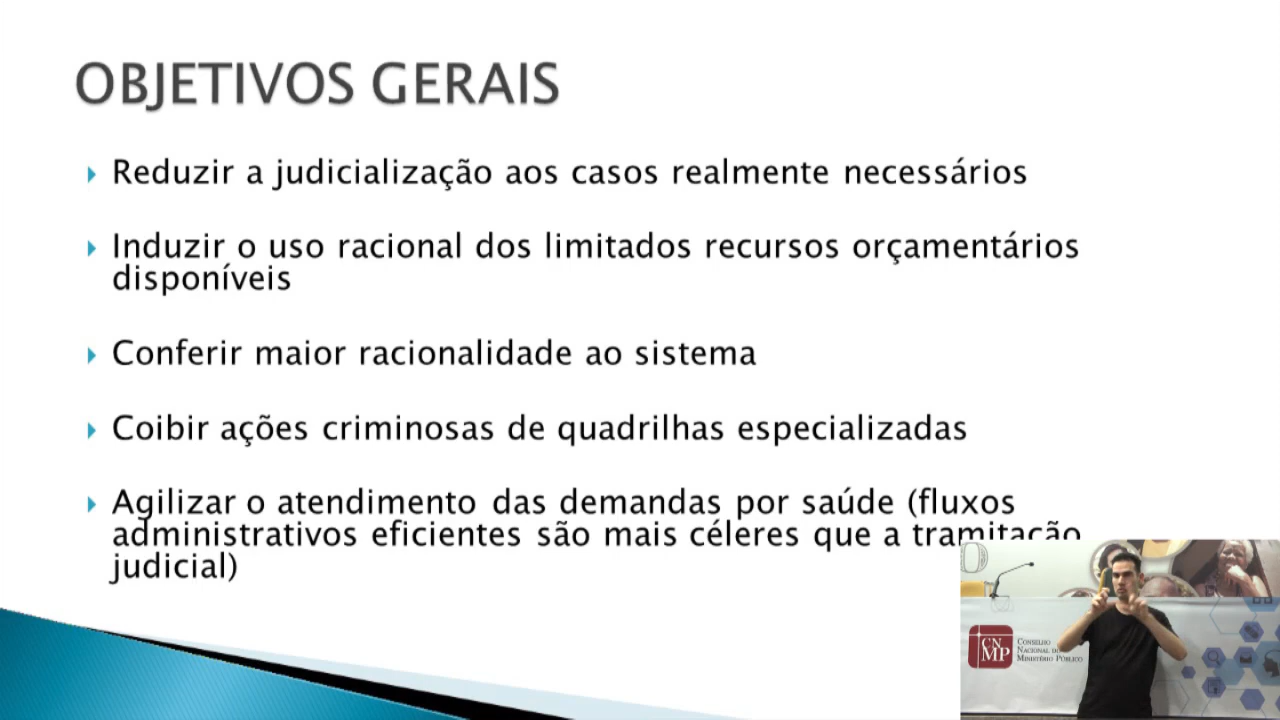 OBJETIVOS GERAIS
Reduzir a judicialização aos casos realmente necessários
Induzir o uso racional dos limitados recursos orçamentários
disponíveis
Conferir maior racionalidade ao sistema
Coibir ações criminosas de quadrilhas especializadas
Agilizar o atendimento das demandas por saúde (fluxos
administrativos eficientes são mais céleres que a tramitação
judicial)
CN
MP
CONSELHO
NACIONAL DO
MINISTÉRIO PÚBLICO